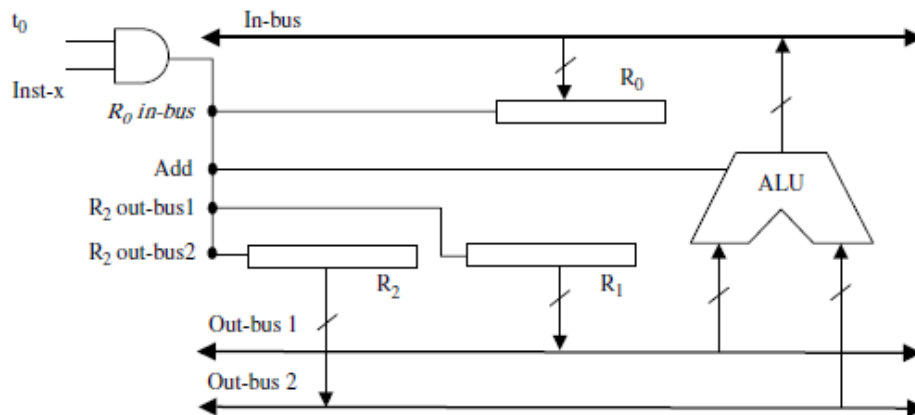 t0
In-bus
Inst-x
R0
R0 in-bus
Add
ALU
R2 out-bus1
R2 out-bus2
R2
R1
Out-bus 1
Out-bus 2